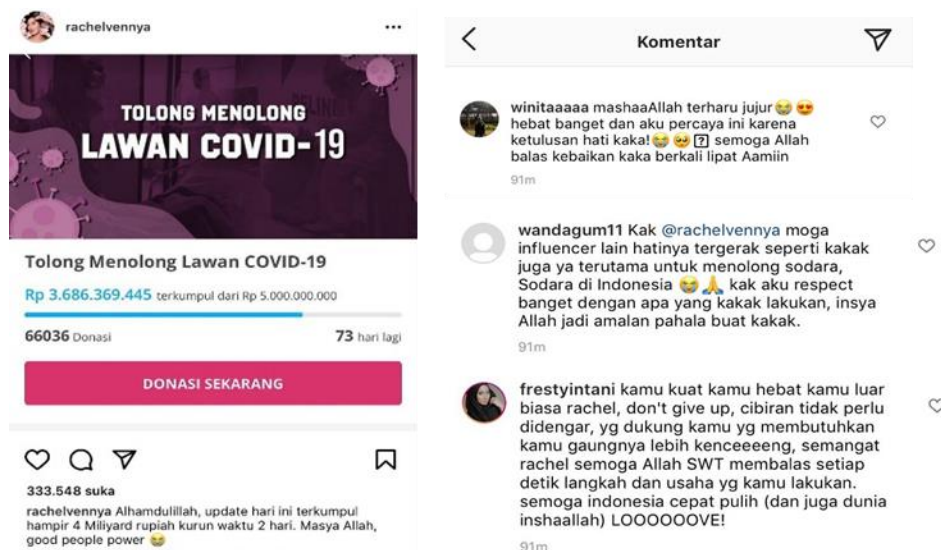 rachelvennya
TOLONG MENOLONG
LAWAN COVID-19
Tolong Menolong Lawan COVID-19
Rp 3.686.369.445 terkumpul dari Rp 5.000.000.000
66036 Donasi
73 hari lagi
DONASI SEKARANG
333.548 suka
rachelvennya Alhamdulillah, update hari ini terkumpul
hampir 4 Miliyard rupiah kurun waktu 2 hari. Masya Allah,
good people power 😭
Komentar
winitaaaaa mashaaAllah terharu jujur😭 😍
hebat banget dan aku percaya ini karena
ketulusan hati kaka!😭 🥺 ? semoga Allah
balas kebaikan kaka berkali lipat Aamiin
91m
wandagum11 Kak @rachelvennya moga
influencer lain hatinya tergerak seperti kakak
juga ya terutama untuk menolong sodara,
Sodara di Indonesia 😭 🙏 kak aku respect
banget dengan apa yang kakak lakukan, insya
Allah jadi amalan pahala buat kakak.
91m
frestyintani kamu kuat kamu hebat kamu luar
biasa rachel, don't give up, cibiran tidak perlu
didengar, yg dukung kamu yg membutuhkan
kamu gaungnya lebih kenceeeeng, semangat
rachel semoga Allah SWT membalas setiap
detik langkah dan usaha yg kamu lakukan.
semoga indonesia cepat pulih (dan juga dunia
inshaallah) LOOOOOOVE!
91m